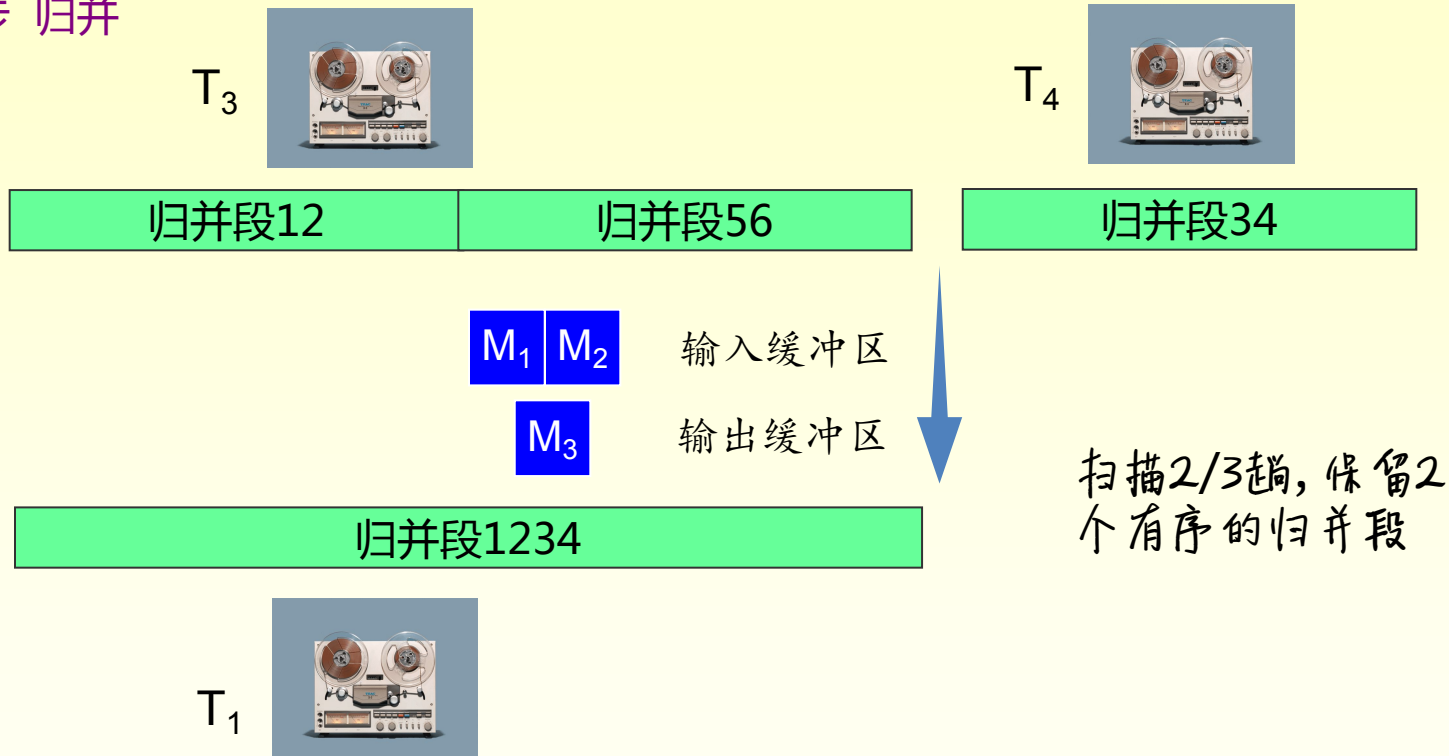 归并
T₃
T₄
归并段12
归并段56
归并段34
M₁ M₂ 输入缓冲区
M₃ 输出缓冲区
扫描2/3趟, 保留2
个有序的归并段
归并段1234
T₁